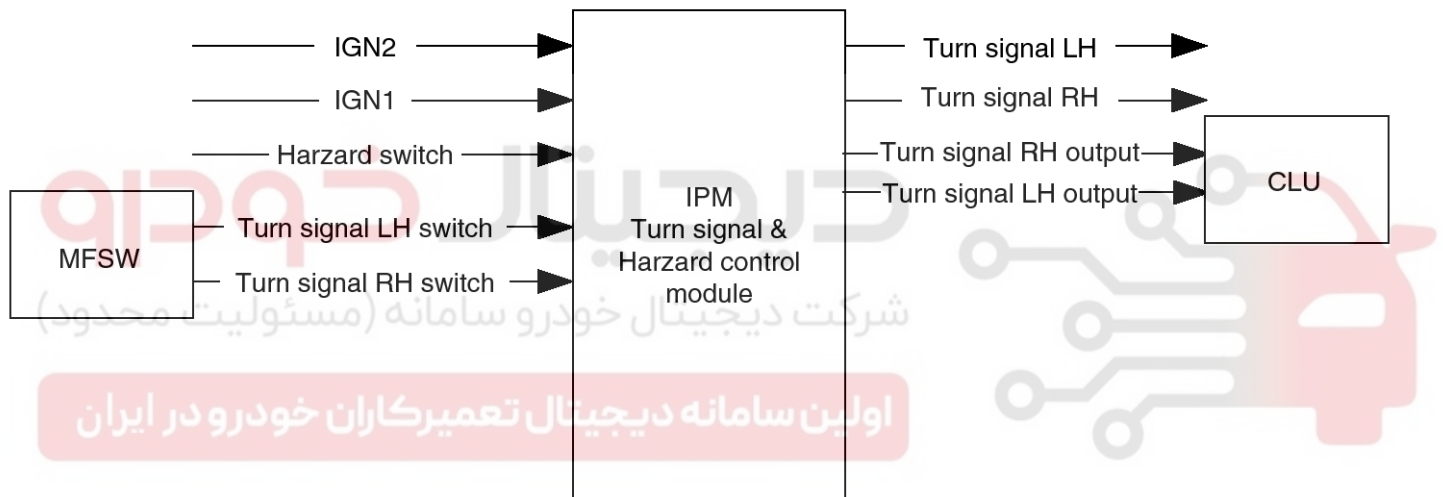 IGN2
IGN1
Harzard switch
MFSW
Turn signal LH switch
Turn signal RH switch
IPM
Turn signal &
Harzard control
module
Turn signal LH
Turn signal RH
Turn signal RH output
Turn signal LH output
CLU
دیجیتال خودرو
شرکت دیجیتال خودرو سامانه (مسئولیت محدود)
اولین سامانه دیجیتال تعمیرکاران خودرو در ایران